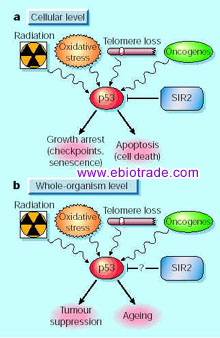 a Cellular level
Radiation
Oxidative
stress
Telomere loss
Oncogenes
p53
SIR2
Growth arrest
(checkpoints,
senescence)
Apoptosis
(cell death)
www.ebiotrade.com
b Whole-organism level
Radiation
Oxidative
stress
Telomere loss
Oncogenes
p53
?
SIR2
Tumour
suppression
Ageing